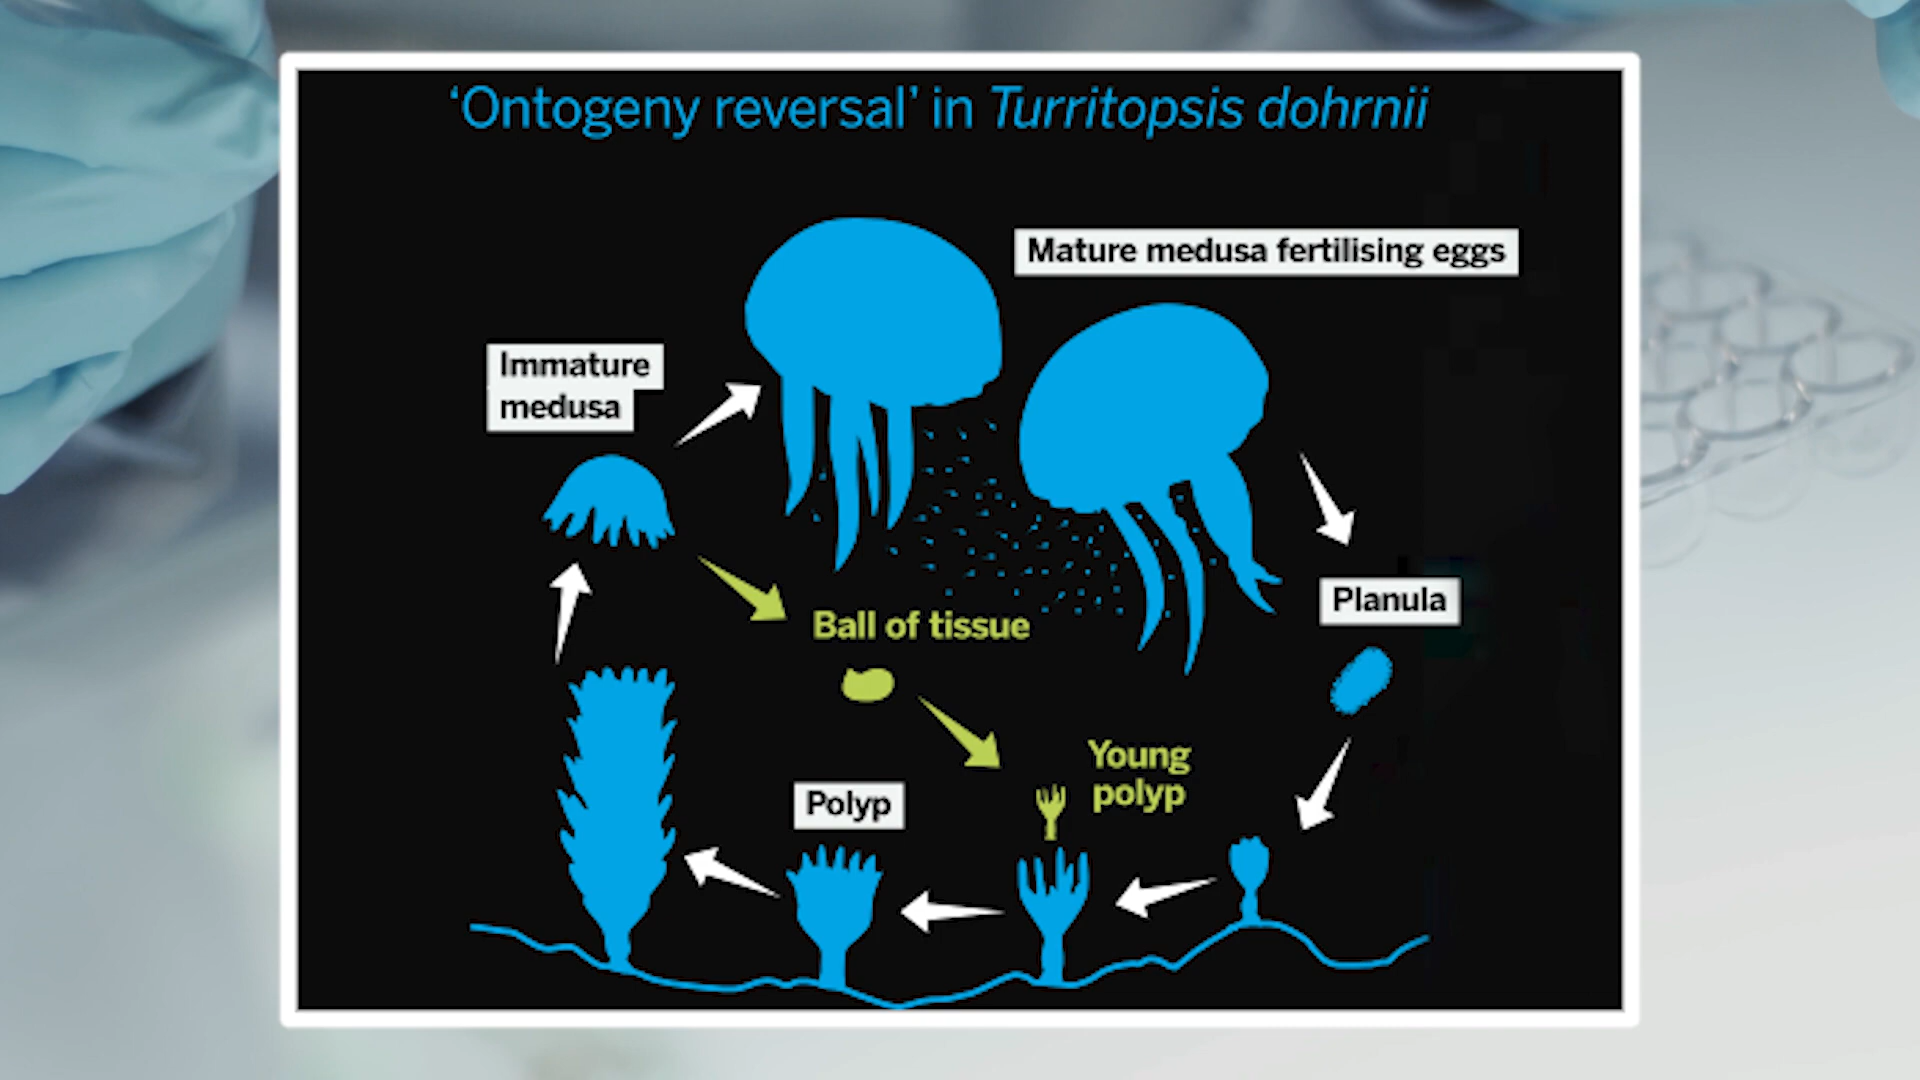 ‘Ontogeny reversal’ in Turritopsis dohrnii
Mature medusa fertilising eggs
Immature
medusa
Planula
Ball of tissue
Young
polyp
Polyp